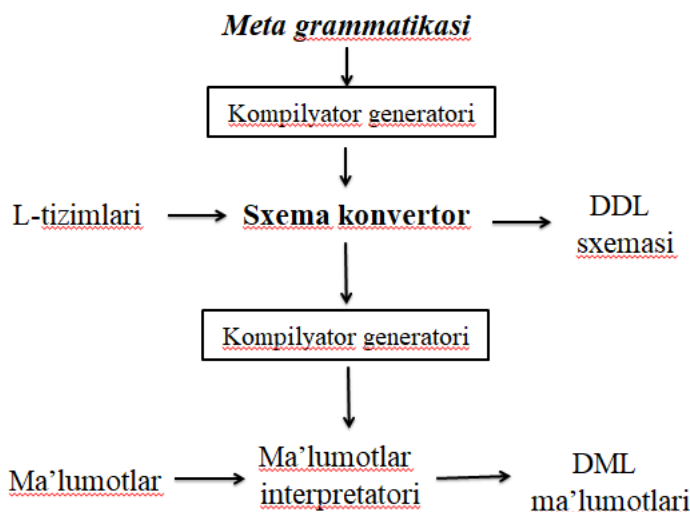 Meta grammatikasi
Kompilyator generatori
L-tizimlari
Sxema konvertor
DDL
sxemasi
Kompilyator generatori
Ma’lumotlar
Ma’lumotlar
interpretatori
DML
ma’lumotlari